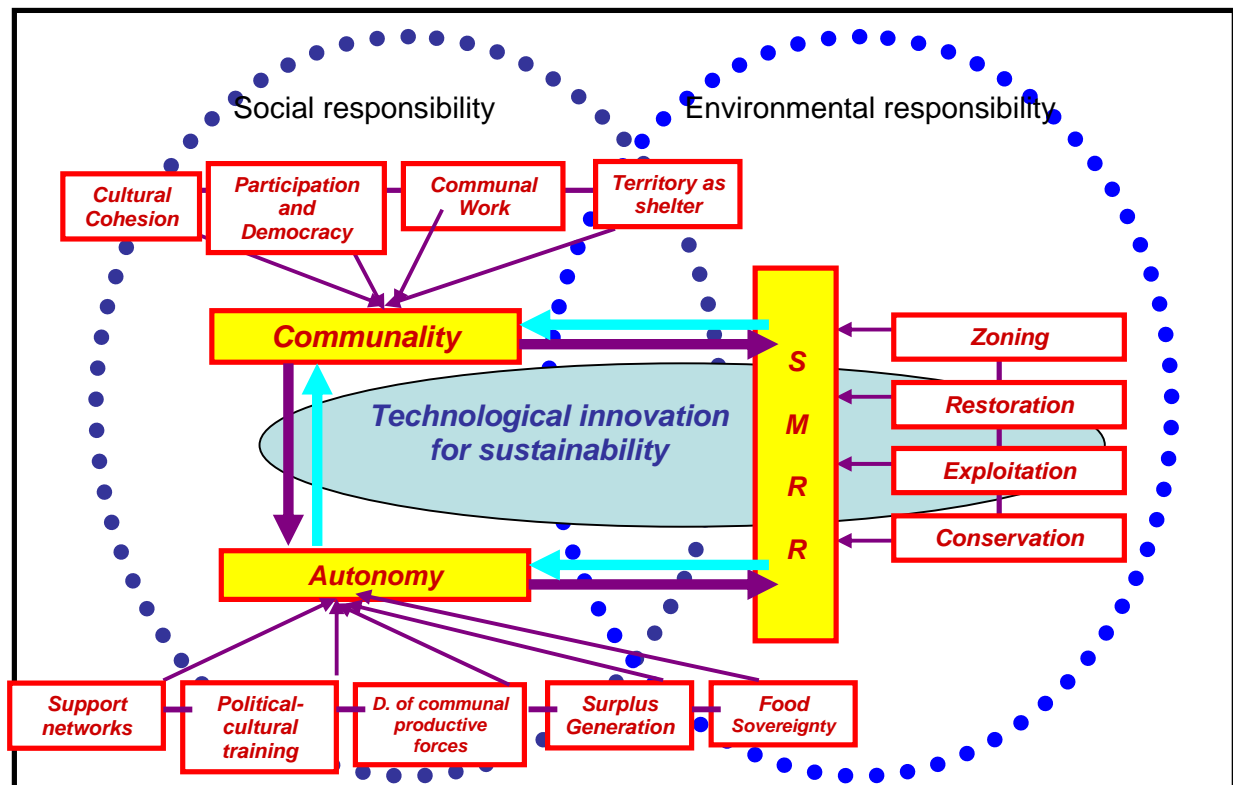 Social responsibility
Environmental responsibility
Cultural
Cohesion
Participation
and
Democracy
Communal
Work
Territory as
shelter
Communality
S
M
R
R
Zoning
Restoration
Exploitation
Conservation
Technological innovation
for sustainability
Autonomy
Support
networks
Political-
cultural
training
D. of communal
productive
forces
Surplus
Generation
Food
Sovereignty